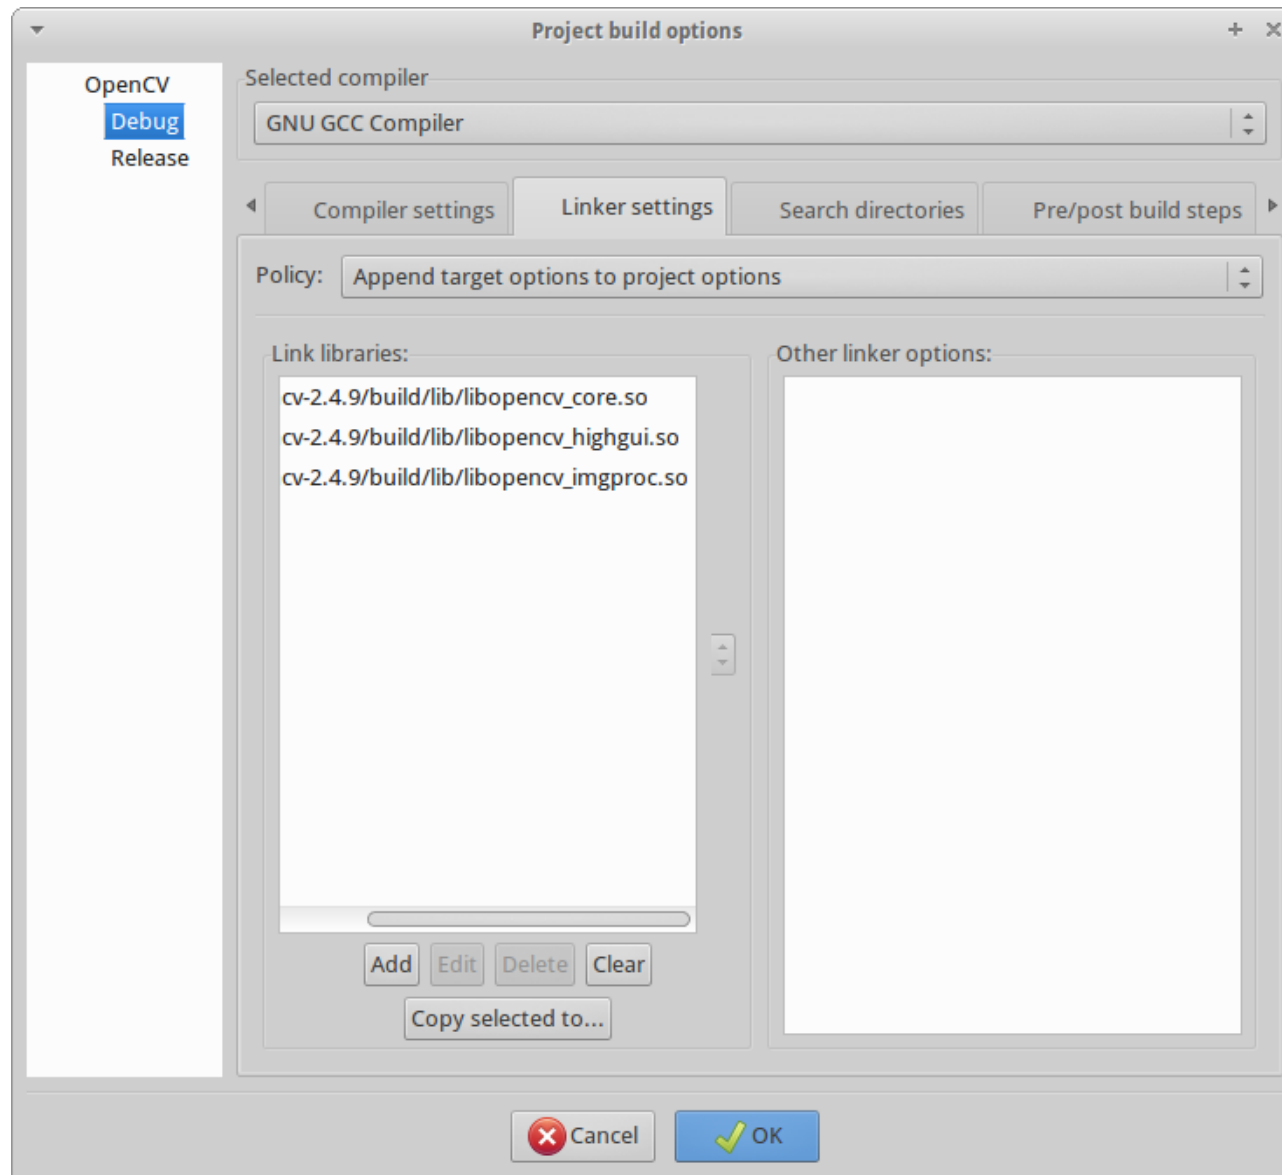 Project build options
OpenCV
Debug
Release
Selected compiler
GNU GCC Compiler
Compiler settings
Linker settings
Search directories
Pre/post build steps
Policy:
Append target options to project options
Link libraries:
cv-2.4.9/build/lib/libopencv_core.so
cv-2.4.9/build/lib/libopencv_highgui.so
cv-2.4.9/build/lib/libopencv_imgproc.so
Add
Edit
Delete
Clear
Copy selected to...
Other linker options:
Cancel
OK